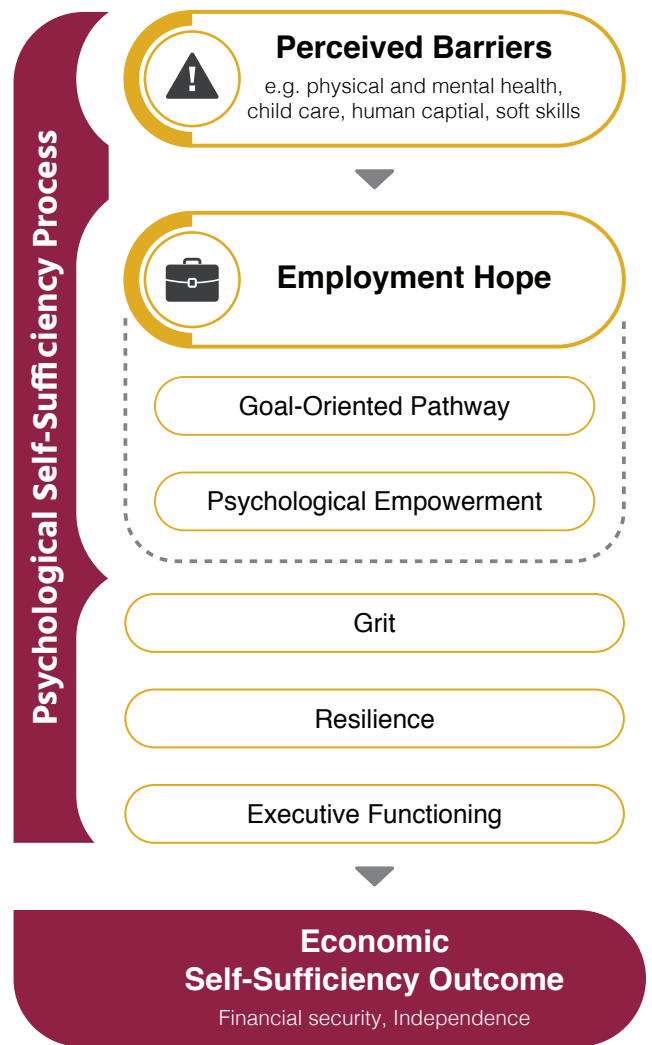 Psychological Self-Sufficiency Process
Perceived Barriers
e.g. physical and mental health,
child care, human captial, soft skills
Employment Hope
Goal-Oriented Pathway
Psychological Empowerment
Grit
Resilience
Executive Functioning
Economic
Self-Sufficiency Outcome
Financial security, Independence